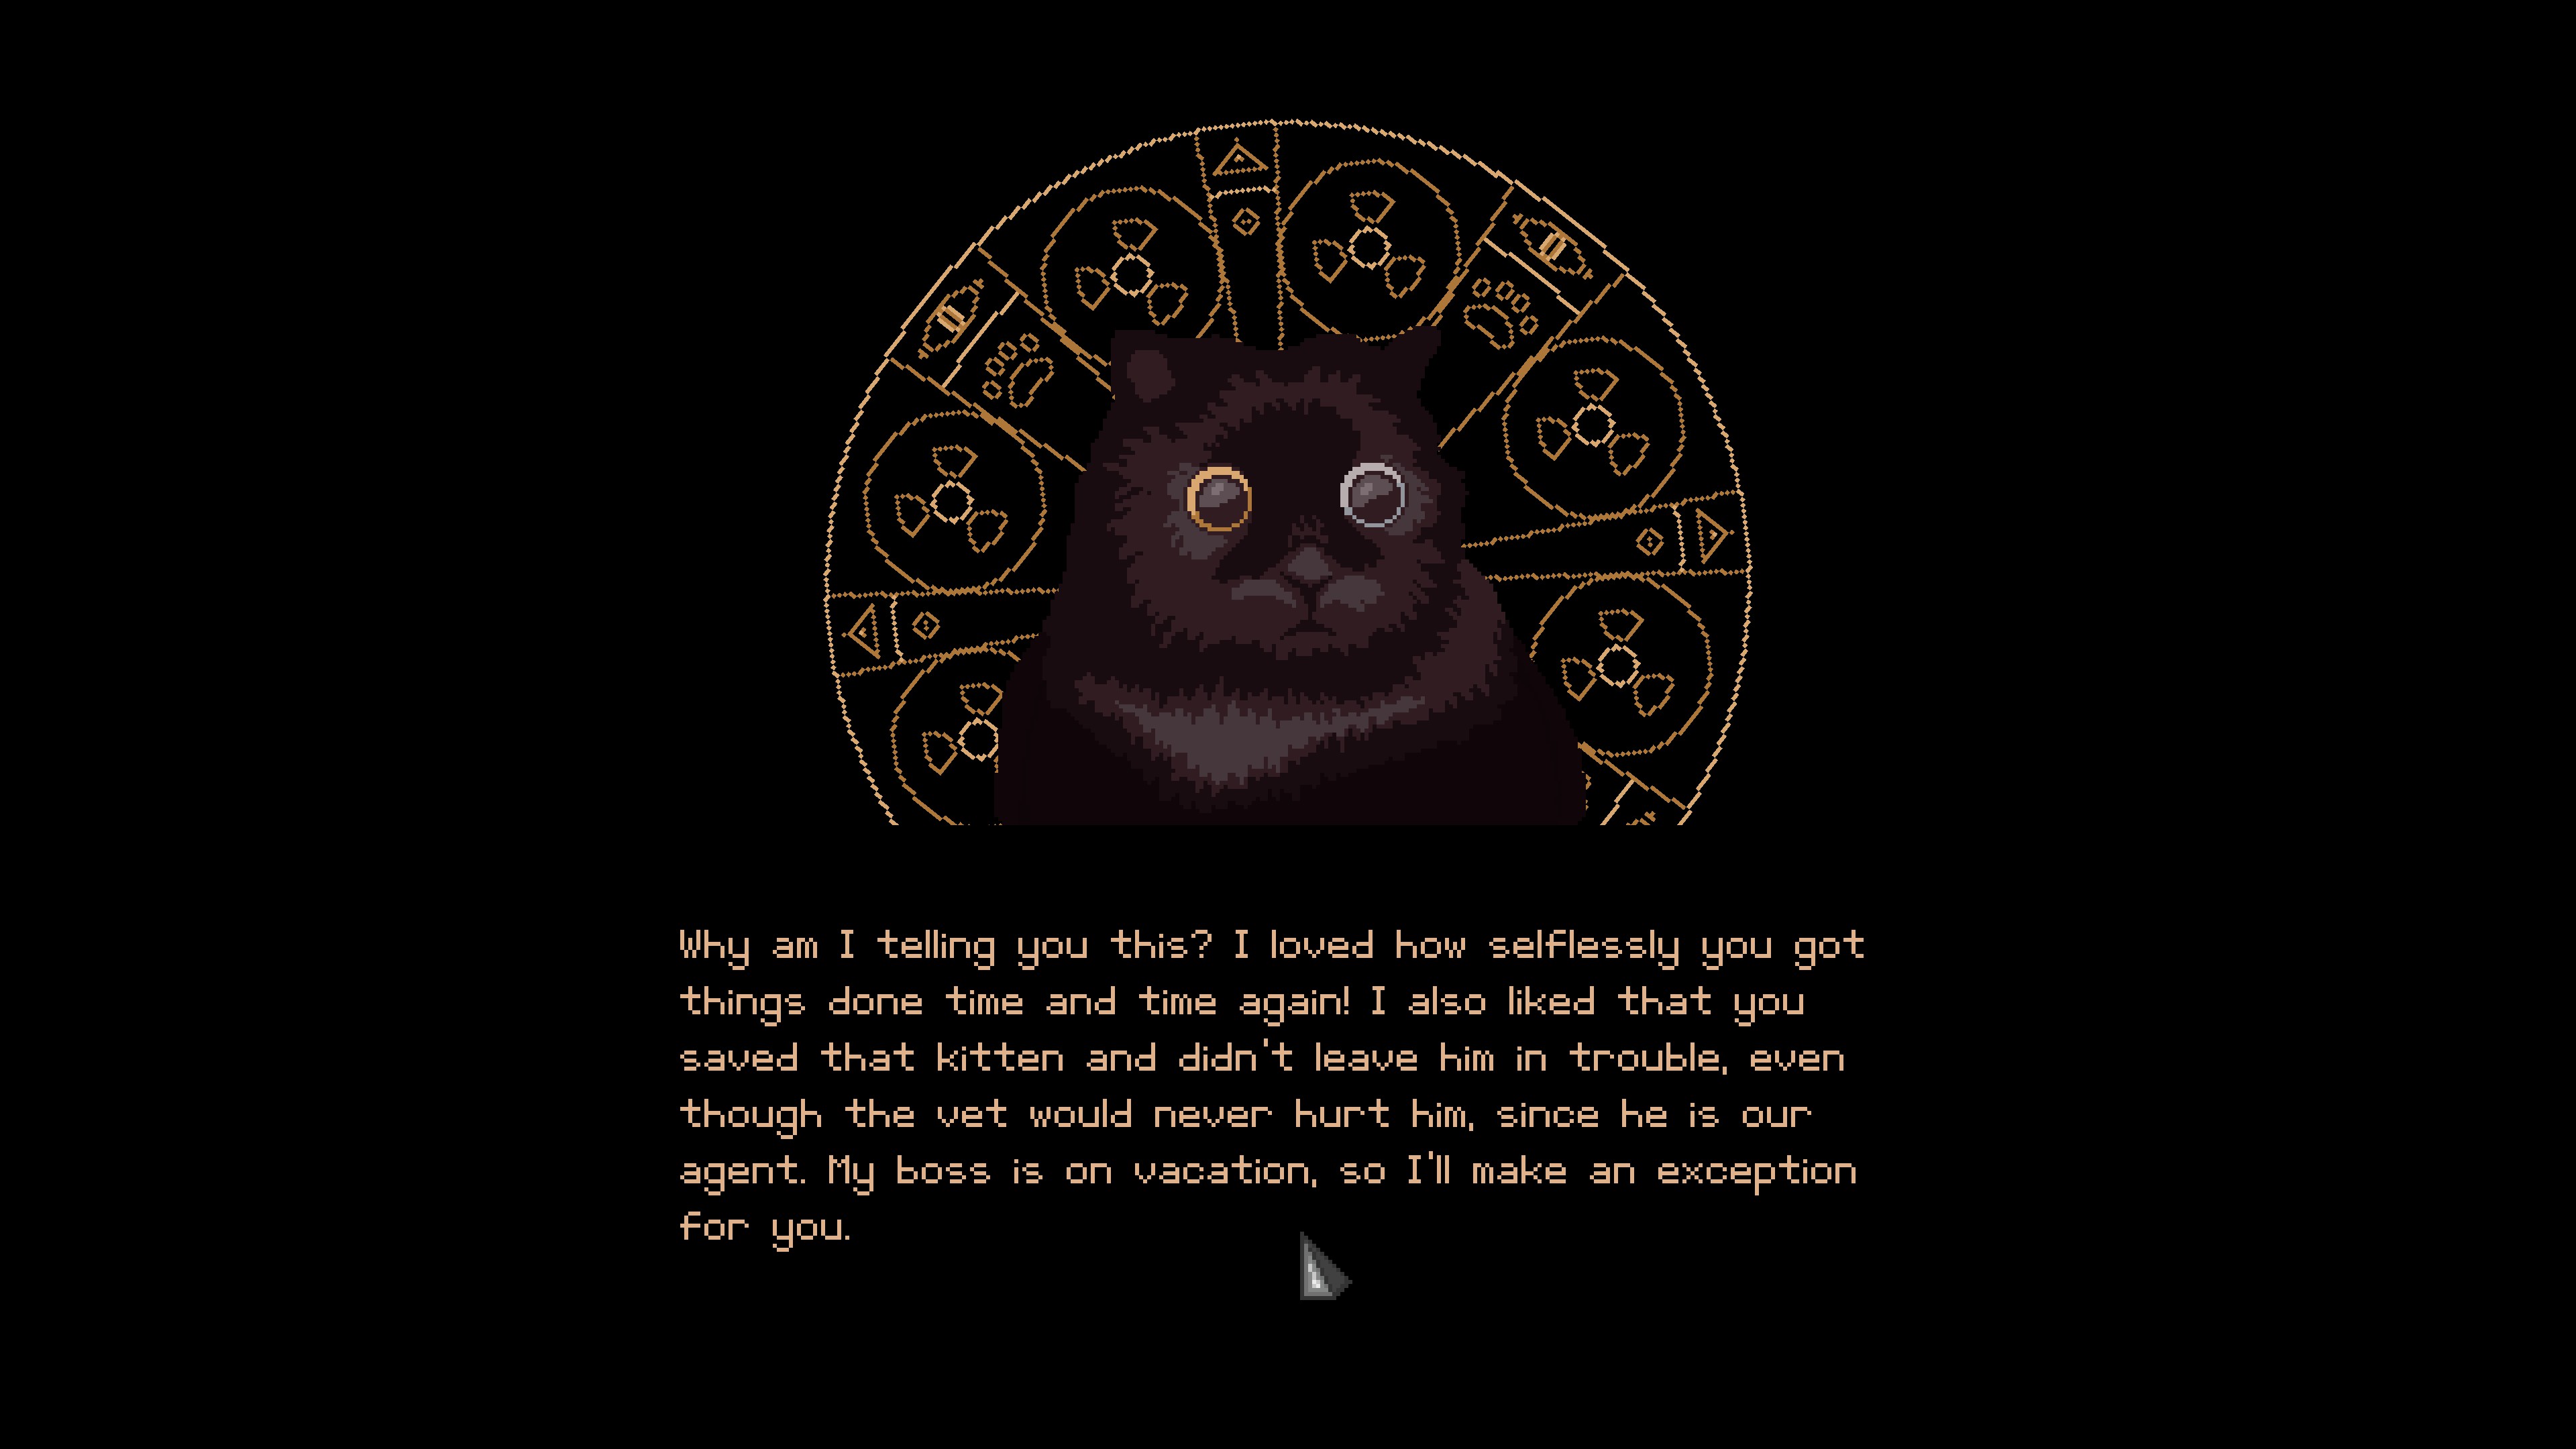 Why am I telling you this? I loved how selflessly you got
things done time and time again! I also liked that you
saved that kitten and didn't leave him in trouble, even
though the vet would never hurt him, since he is our
agent. My boss is on vacation, so I'll make an exception
for you.